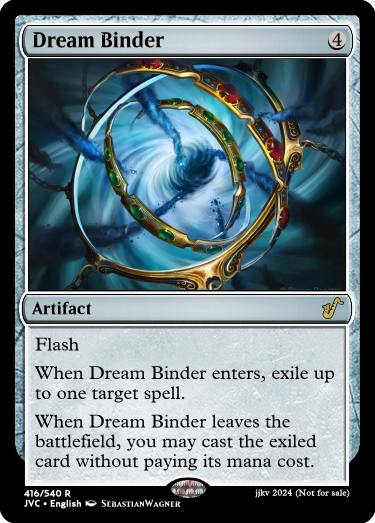 Dream Binder 4
Artifact
Flash
When Dream Binder enters, exile up
to one target spell.
When Dream Binder leaves the
battlefield, you may cast the exiled
card without paying its mana cost.
416/540 R
JVC • English SebastianWagner
jjkv 2024 (Not for sale)